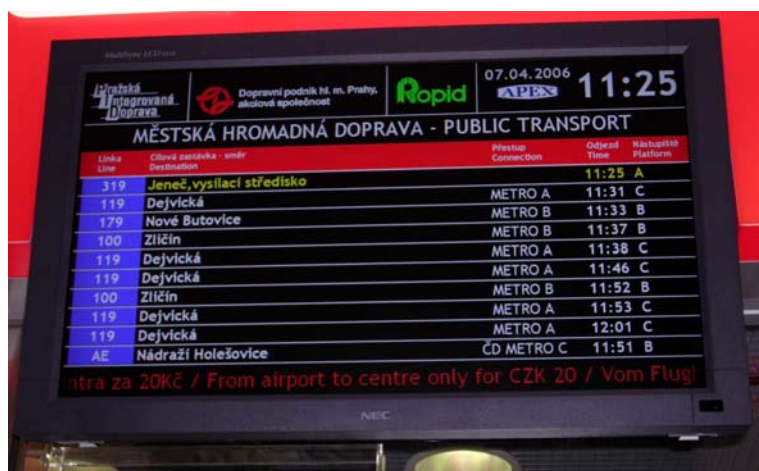 MultiSync LCD
Pražská Integrovaná Doprava
Dopravní podnik hl. m. Prahy, akciová společnost
Ropid
07.04.2006 APEX 11:25
MĚSTSKÁ HROMADNÁ DOPRAVA - PUBLIC TRANSPORT
Linka Cílová zastávka - směr Přestup Odjezd Nástupiště
Line Destination Connection Time Platform
319 Jeneč,vysílací středisko 11:25 A
119 Dejvická METRO A 11:31 C
179 Nové Butovice METRO B 11:33 B
100 Zličín METRO B 11:37 B
119 Dejvická METRO A 11:38 C
119 Dejvická METRO A 11:46 C
100 Zličín METRO B 11:52 B
119 Dejvická METRO A 11:53 C
119 Dejvická METRO A 12:01 C
AE Nádraží Holešovice ČD METRO C 11:51 B
ntra za 20Kč / From airport to centre only for CZK 20 / Vom Flugh
NEC